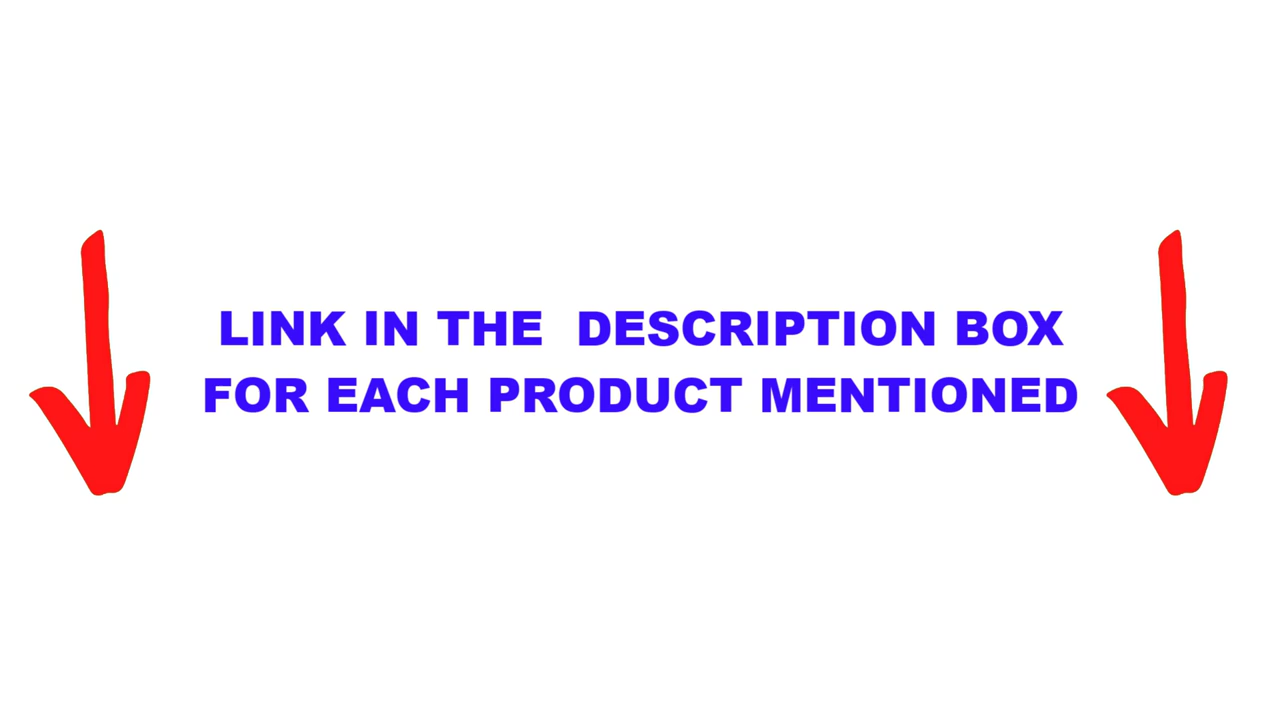 LINK IN THE  DESCRIPTION BOX
FOR EACH PRODUCT MENTIONED